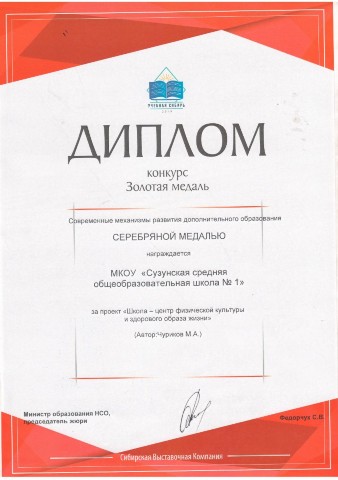 УЧЕБНАЯ СИБИРЬ
ДИПЛОМ
конкурс
Золотая медаль
Современные механизмы развития дополнительного образования
СЕРЕБРЯНОЙ МЕДАЛЬЮ
награждается
МКОУ «Сузунская средняя
общеобразовательная школа № 1»
за проект «Школа – центр физической культуры
и здорового образа жизни»
(Автор:Чуриков М.А.)
Министр образования НСО,
председатель жюри
Федорчук С.В.
Сибирская Выставочная Компания